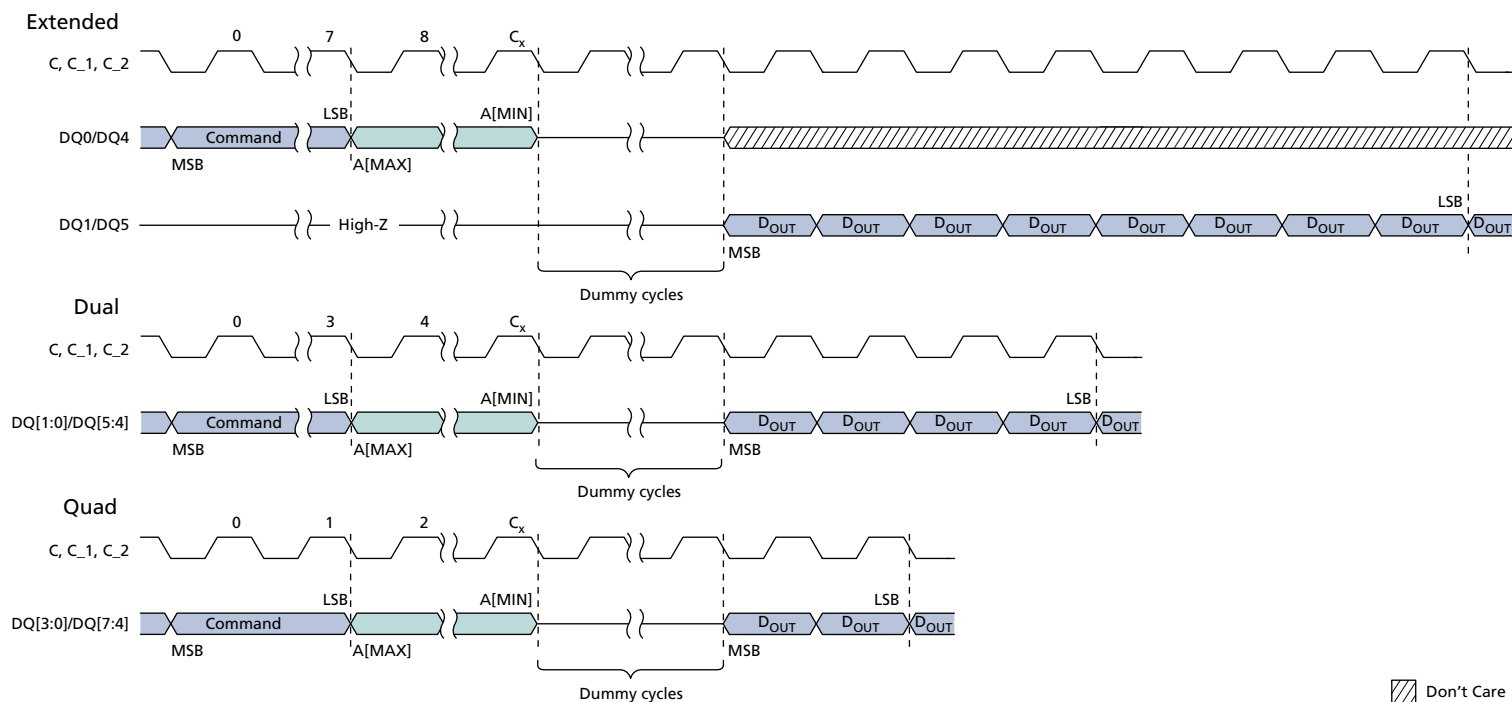 Extended
0 7 8 Cx
C, C_1, C_2
LSB A[MIN]
DQ0/DQ4 Command
MSB A[MAX]
LSB
DQ1/DQ5 High-Z DOUT DOUT DOUT DOUT DOUT DOUT DOUT DOUT DOUT
MSB
Dummy cycles
Dual
0 3 4 Cx
C, C_1, C_2
LSB A[MIN] LSB
DQ[1:0]/DQ[5:4] Command DOUT DOUT DOUT DOUT DOUT
MSB A[MAX] MSB
Dummy cycles
Quad
0 1 2 Cx
C, C_1, C_2
LSB A[MIN] LSB
DQ[3:0]/DQ[7:4] Command DOUT DOUT DOUT
MSB A[MAX] MSB
Dummy cycles
Don't Care